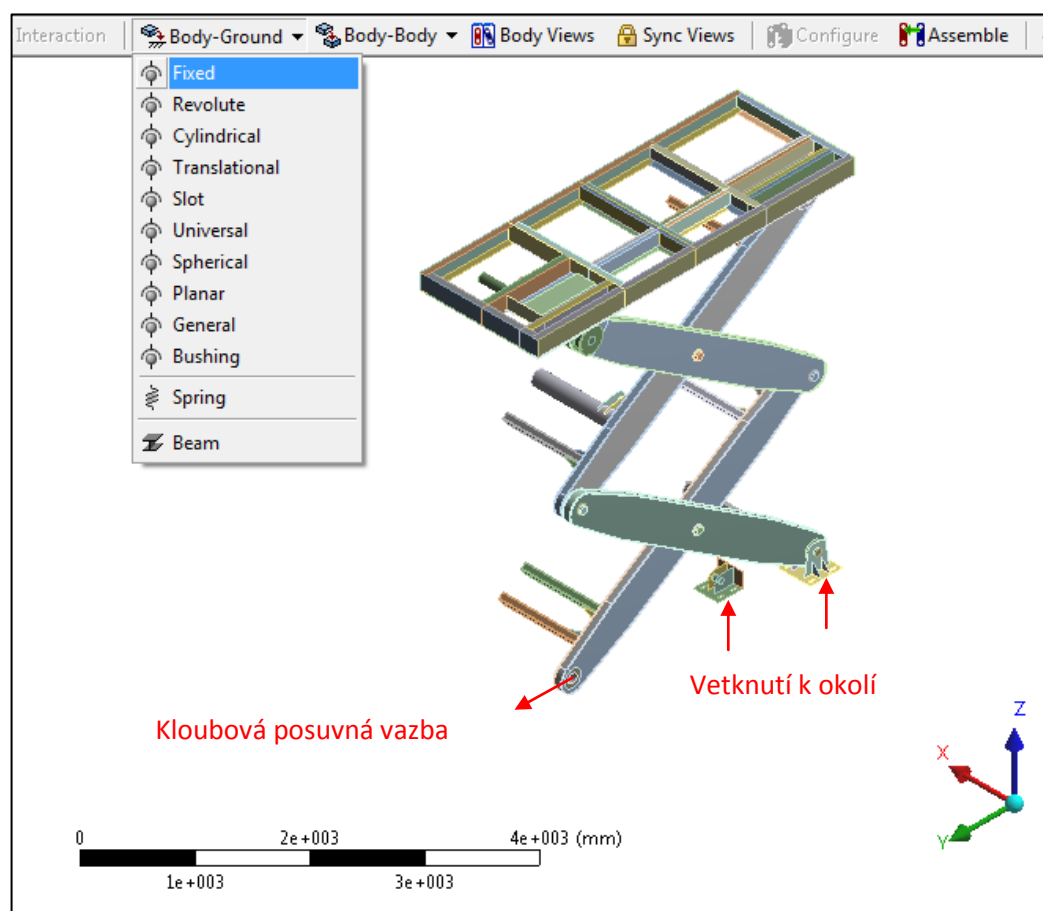 Interaction Body-Ground Body-Body Body Views Sync Views Configure Assemble
Fixed
Revolute
Cylindrical
Translational
Slot
Universal
Spherical
Planar
General
Bushing
Spring
Beam
Vetknutí k okolí
Kloubová posuvná vazba
Z
X
Y
0 2e+003 4e+003 (mm)
1e+003 3e+003